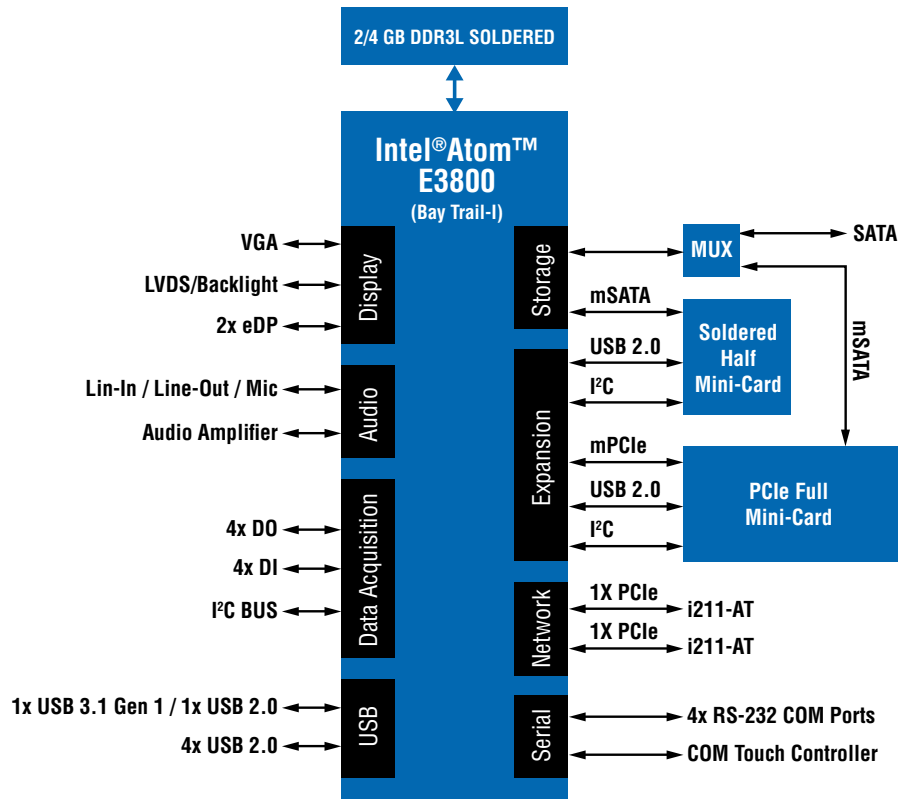 2/4 GB DDR3L SOLDERED
Intel®Atom™
E3800
(Bay Trail-I)
VGA
LVDS/Backlight
2x eDP
Display
Lin-In / Line-Out / Mic
Audio Amplifier
Audio
4x DO
4x DI
I²C BUS
Data Acquisition
1x USB 3.1 Gen 1 / 1x USB 2.0
4x USB 2.0
USB
Storage
MUX
SATA
mSATA
mSATA
Soldered
Half
Mini-Card
Expansion
USB 2.0
I²C
mPCIe
USB 2.0
I²C
PCIe Full
Mini-Card
Network
1X PCIe
i211-AT
1X PCIe
i211-AT
Serial
4x RS-232 COM Ports
COM Touch Controller